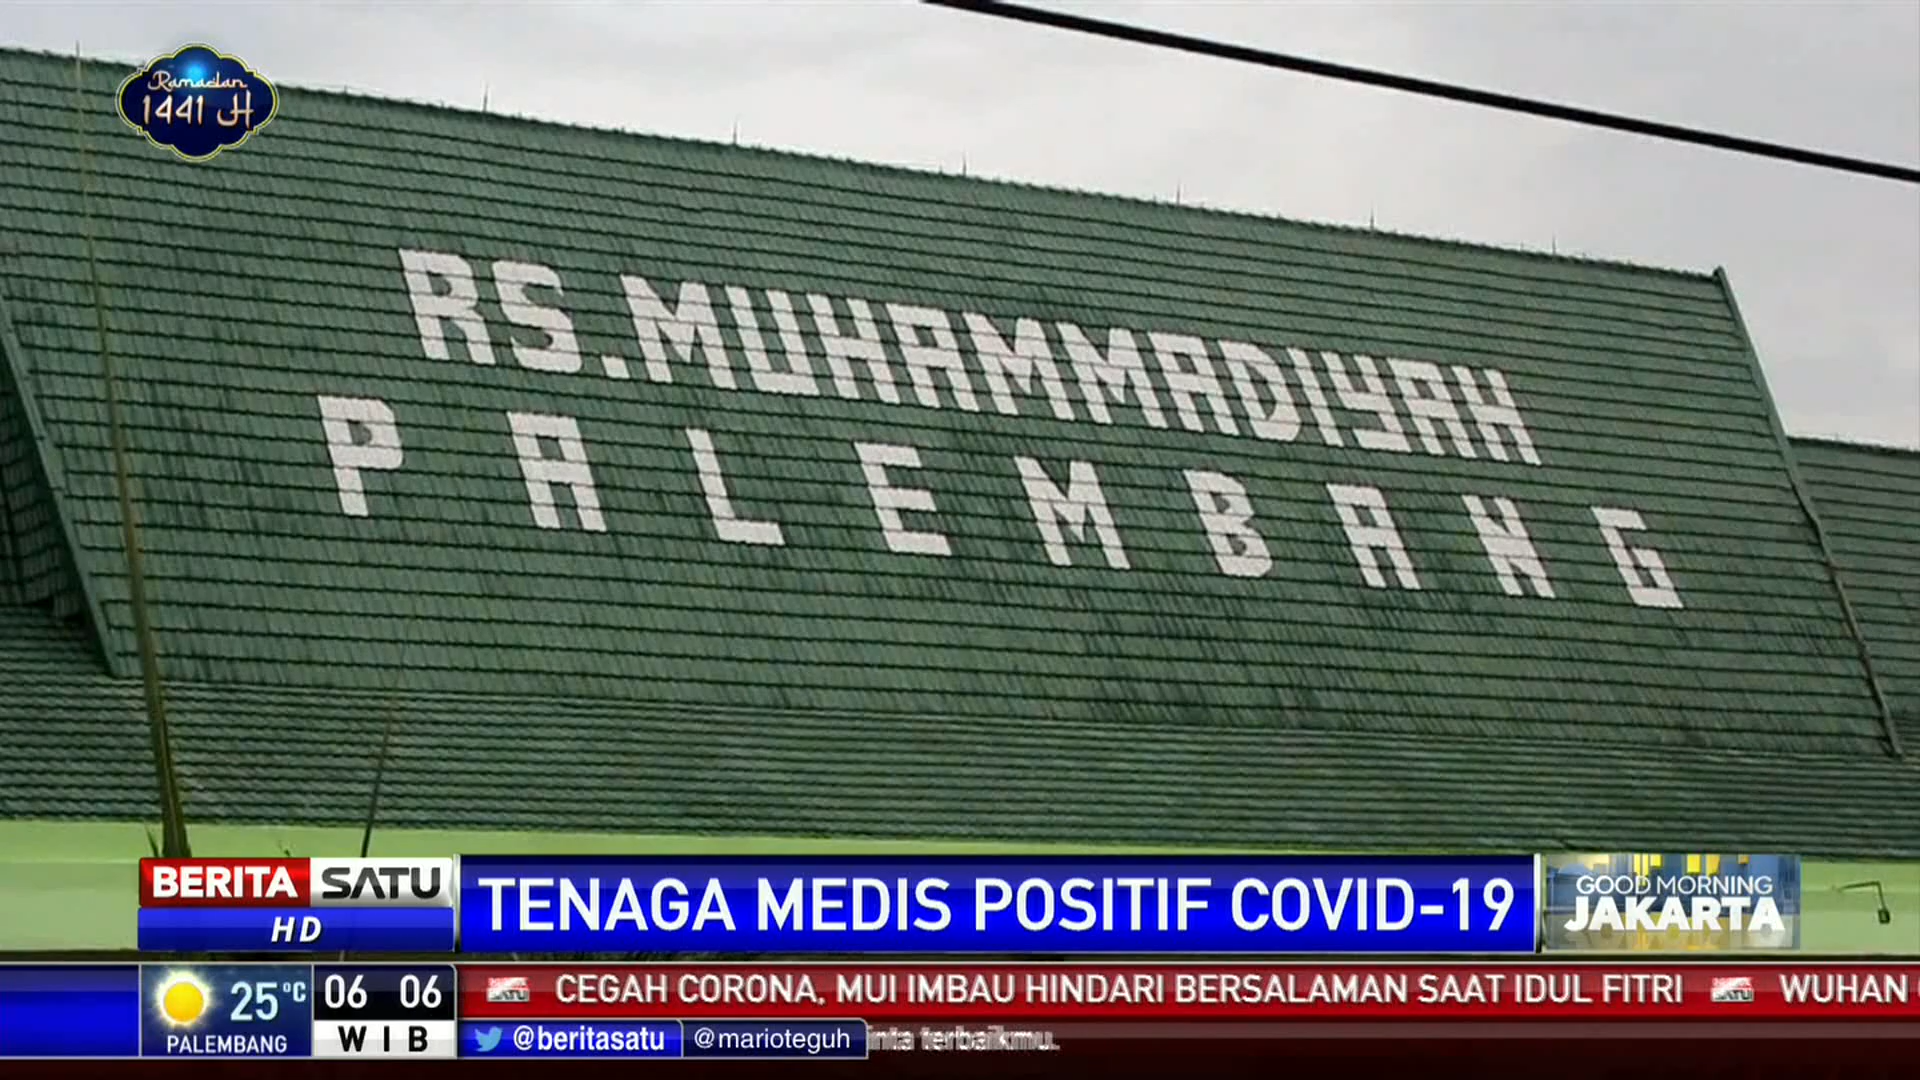 Ramadan
1441 H
RS.MUHAMMADIYAH
PALEMBANG
BERITA SATU
HD
TENAGA MEDIS POSITIF COVID-19
GOOD MORNING
JAKARTA
25°C
PALEMBANG
06 06
WIB
CEGAH CORONA, MUI IMBAU HINDARI BERSALAMAN SAAT IDUL FITRI
WUHAN
@beritasatu
@marioteguh
terbaikmu.